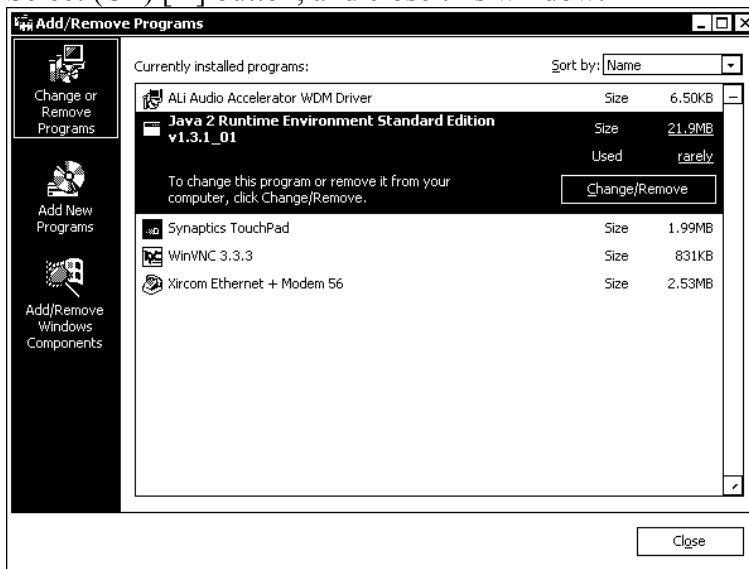 Add/Remove Programs
Currently installed programs:
Sort by: Name
Change or
Remove
Programs
Add New
Programs
Add/Remove
Windows
Components
ALi Audio Accelerator WDM Driver Size 6.50KB
Java 2 Runtime Environment Standard Edition
v1.3.1_01
Size 21.9MB
Used rarely
To change this program or remove it from your
computer, click Change/Remove.
Change/Remove
Synaptics TouchPad Size 1.99MB
WinVNC 3.3.3 Size 831KB
Xircom Ethernet + Modem 56 Size 2.53MB
Close